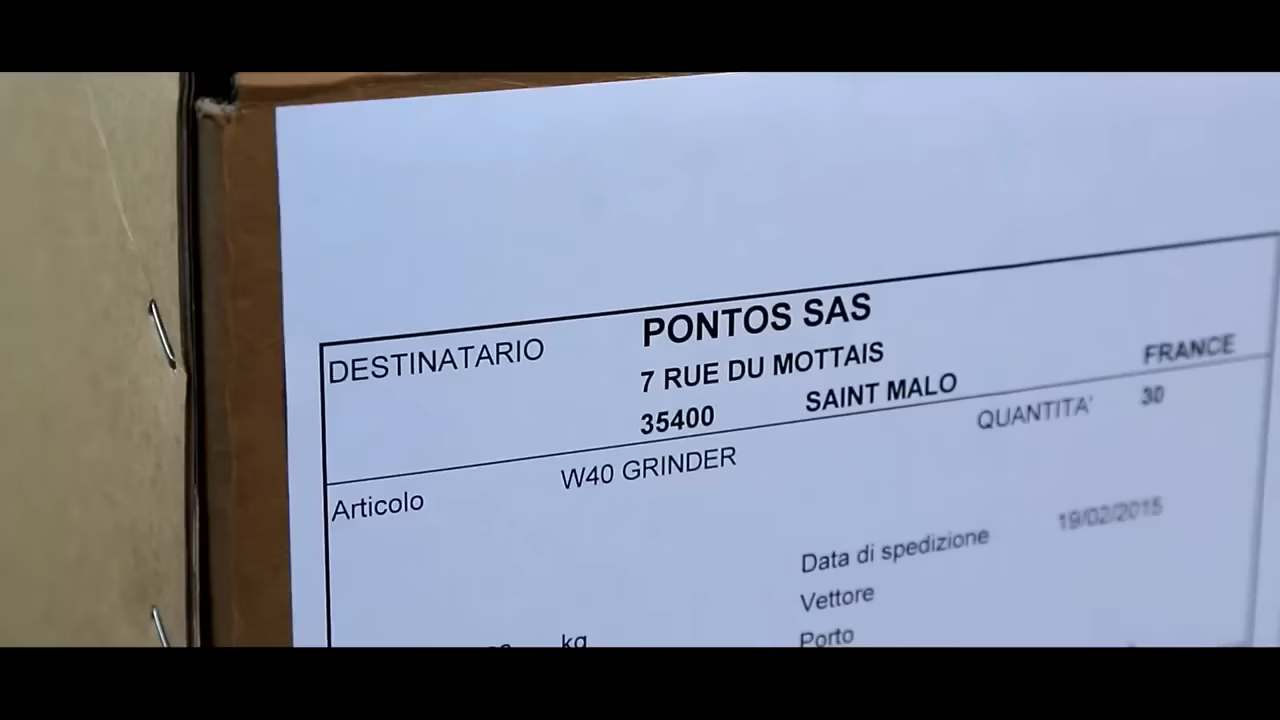 DESTINATARIO PONTOS SAS
7 RUE DU MOTTAIS
35400 SAINT MALO FRANCE
Articolo W40 GRINDER QUANTITA' 30
Data di spedizione 19/02/2015
Vettore
kg Porto